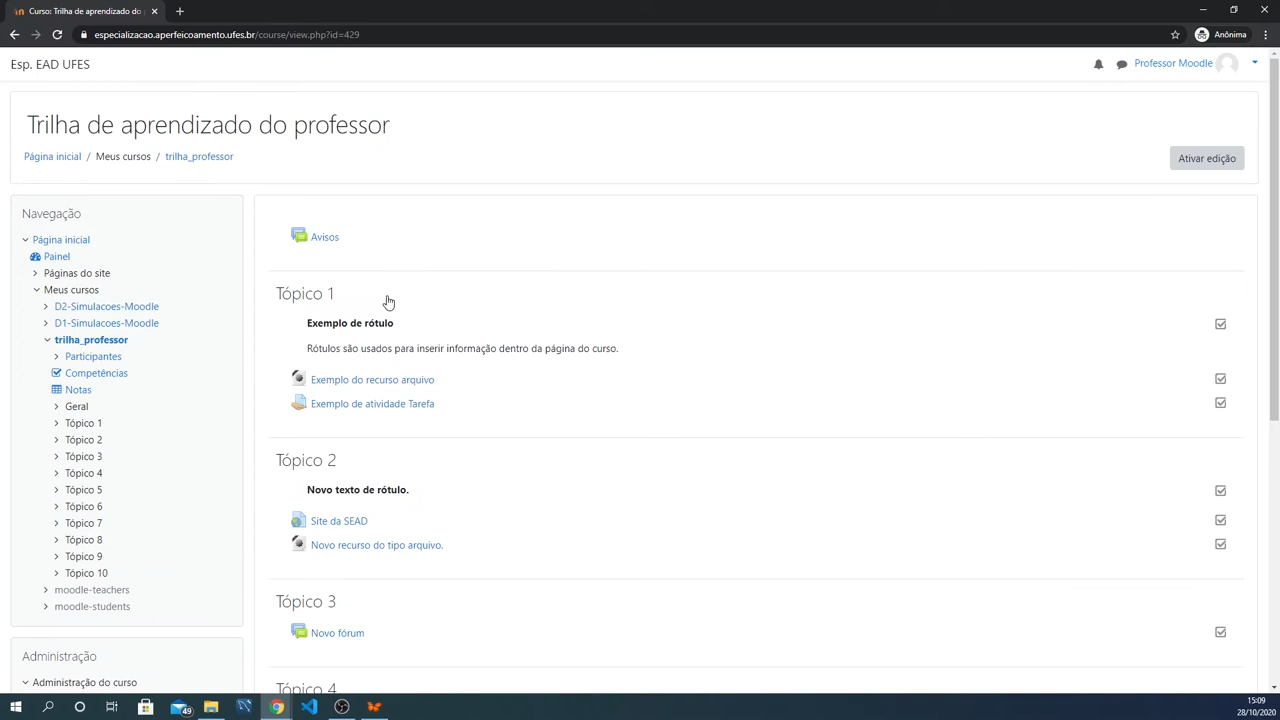 Curso: Trilha de aprendizado do p
especializacao.aperfeicoamento.ufes.br/course/view.php?id=429
Anônima
Esp. EAD UFES
Professor Moodle
Trilha de aprendizado do professor
Página inicial / Meus cursos / trilha_professor
Ativar edição
Navegação
Página inicial
Painel
Páginas do site
Meus cursos
D2-Simulacoes-Moodle
D1-Simulacoes-Moodle
trilha_professor
Participantes
Competências
Notas
Geral
Tópico 1
Tópico 2
Tópico 3
Tópico 4
Tópico 5
Tópico 6
Tópico 7
Tópico 8
Tópico 9
Tópico 10
moodle-teachers
moodle-students
Administração
Administração do curso
Avisos
Tópico 1
Exemplo de rótulo
Rótulos são usados para inserir informação dentro da página do curso.
Exemplo do recurso arquivo
Exemplo de atividade Tarefa
Tópico 2
Novo texto de rótulo.
Site da SEAD
Novo recurso do tipo arquivo.
Tópico 3
Novo fórum
Tópico 4
49
15:09
28/10/2020